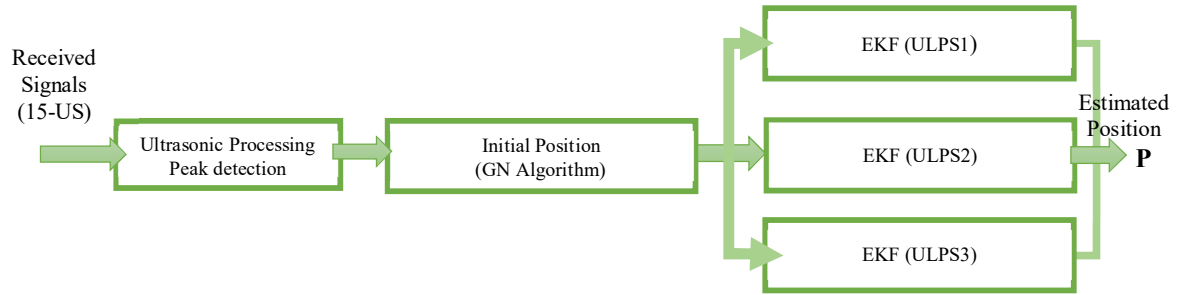 Received
Signals
(15-US)
Ultrasonic Processing
Peak detection
Initial Position
(GN Algorithm)
EKF (ULPS1)
EKF (ULPS2)
EKF (ULPS3)
Estimated
Position
P